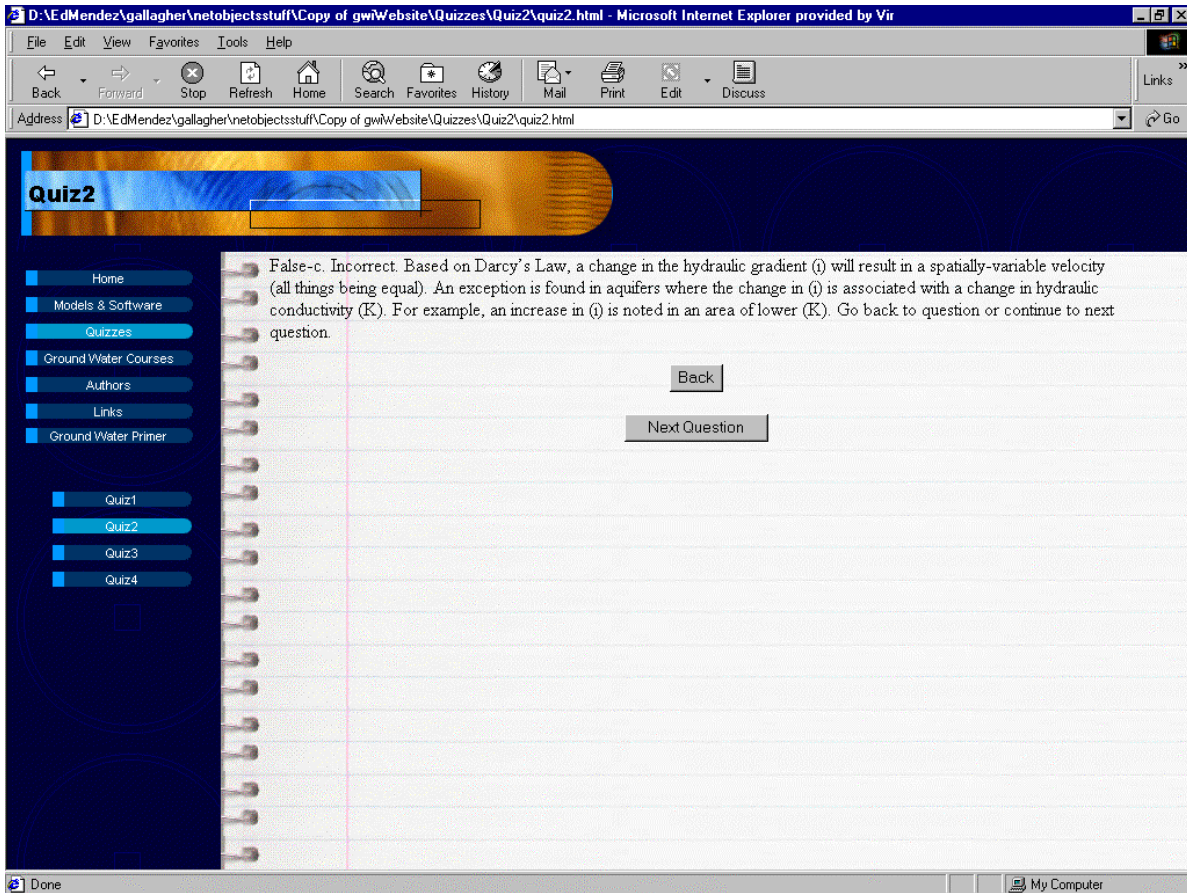 D:\EdMendez\gallagher\netobjectsstuff\Copy of gwiWebsite\Quizzes\Quiz2\quiz2.html - Microsoft Internet Explorer provided by Vir
File Edit View Favorites Tools Help
Back Forward Stop Refresh Home Search Favorites History Mail Print Edit Discuss Links »
Address D:\EdMendez\gallagher\netobjectsstuff\Copy of gwiWebsite\Quizzes\Quiz2\quiz2.html Go
Quiz2
Home
Models & Software
Quizzes
Ground Water Courses
Authors
Links
Ground Water Primer
Quiz1
Quiz2
Quiz3
Quiz4
False-c. Incorrect. Based on Darcy's Law, a change in the hydraulic gradient (i) will result in a spatially-variable velocity
(all things being equal). An exception is found in aquifers where the change in (i) is associated with a change in hydraulic
conductivity (K). For example, an increase in (i) is noted in an area of lower (K). Go back to question or continue to next
question.
Back
Next Question
Done My Computer